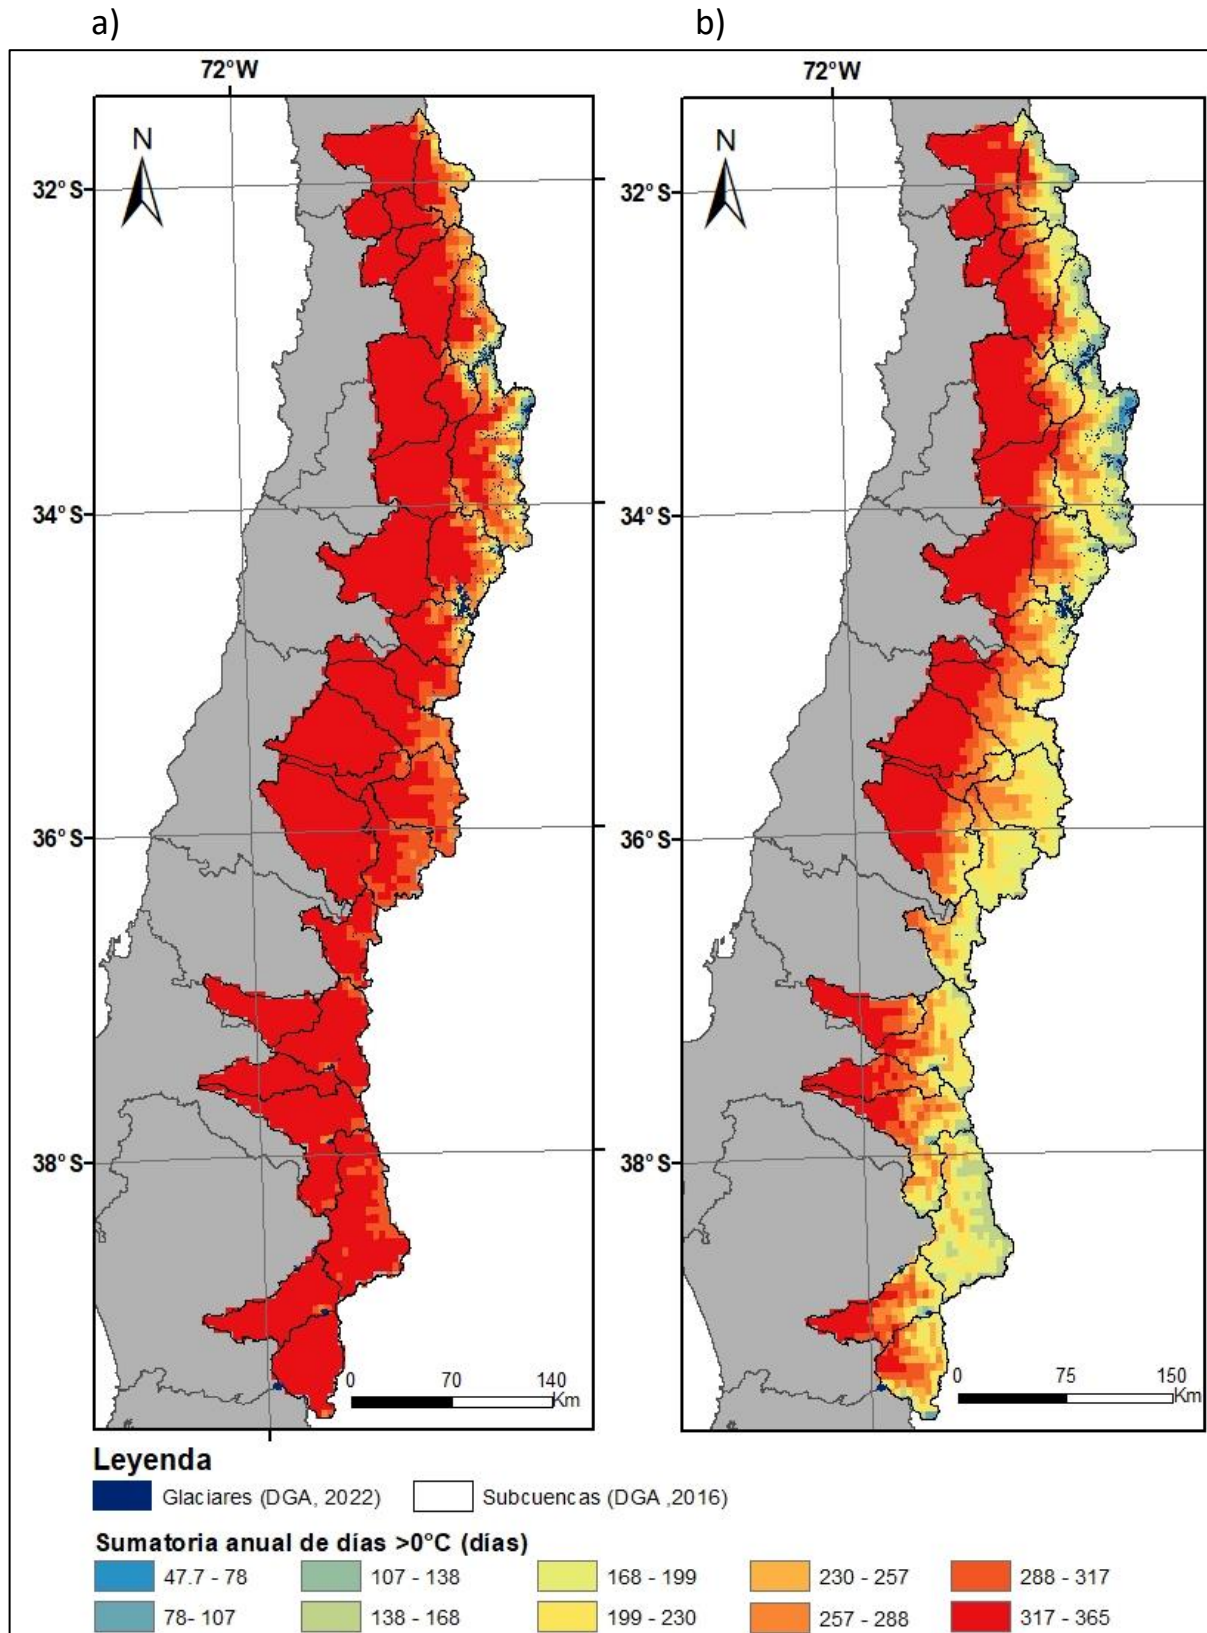 a)
b)
72°W
72°W
N
N
32°S
32°S
34°S
34°S
36°S
36°S
38°S
38°S
0 70 140
Km
0 75 150
Km
Leyenda
Glaciares (DGA, 2022) Subcuencas (DGA ,2016)
Sumatoria anual de días >0°C (días)
47.7 - 78 107 - 138 168 - 199 230 - 257 288 - 317
78- 107 138 - 168 199 - 230 257 - 288 317 - 365